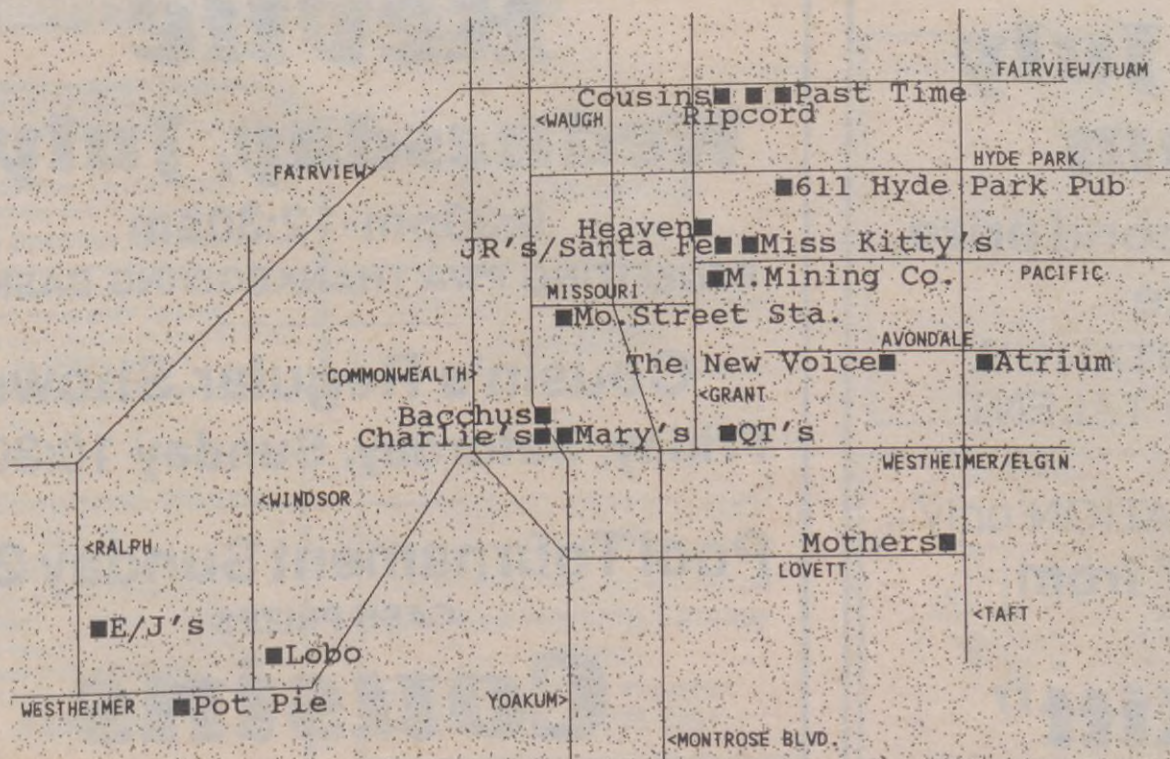 FAIRVIEW/TUAM
Cousins Past Time
Ripcord
<WAUGH
HYDE PARK
FAIRVIEW>
611 Hyde Park Pub
Heaven
JR's/Santa Fe Miss Kitty's
M.Mining Co. PACIFIC
MISSOURI
Mo.Street Sta.
AVONDALE
The New Voice Atrium
COMMONWEALTH>
<GRANT
Bacchus
Charlie's Mary's QT's
WESTHEIMER/ELGIN
<WINDSOR
<RALPH
Mothers
LOVETT
<TAFT
E/J's
Lobo
YOAKUM>
WESTHEIMER Pot Pie
<MONTROSE BLVD.